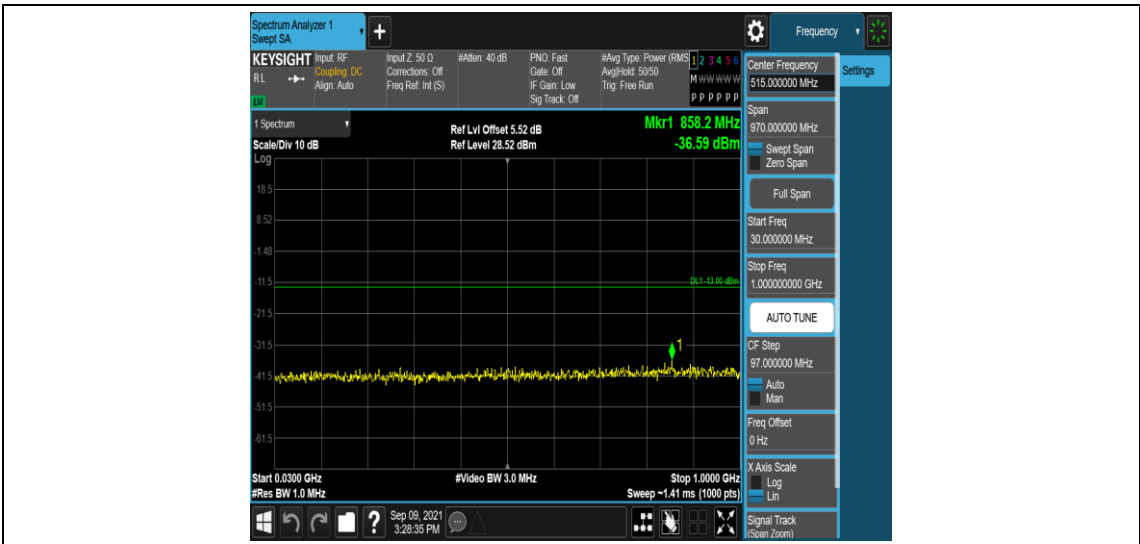 Spectrum Analyzer 1
Swept SA
+
Frequency
KEYSIGHT
RL
LXI
Input: RF
Coupling: DC
Align: Auto
Input Z: 50 Ω
Corrections: Off
Freq Ref: Int (S)
#Atten: 40 dB
PNO: Fast
Gate: Off
IF Gain: Low
Sig Track: Off
#Avg Type: Power (RMS
Avg|Hold: 50/50
Trig: Free Run
1 2 3 4 5 6
M W W W W W
P P P P P P
1 Spectrum
Scale/Div 10 dB
Log
Ref Lvl Offset 5.52 dB
Ref Level 28.52 dBm
Mkr1 858.2 MHz
-36.59 dBm
18.5
8.52
-1.48
-11.5
DL1 -13.00 dBm
-21.5
-31.5
1
-41.5
-51.5
-61.5
Start 0.0300 GHz
#Res BW 1.0 MHz
#Video BW 3.0 MHz
Stop 1.0000 GHz
Sweep ~1.41 ms (1000 pts)
?
Sep 09, 2021
3:28:35 PM
Center Frequency
515.000000 MHz
Settings
Span
970.000000 MHz
Swept Span
Zero Span
Full Span
Start Freq
30.000000 MHz
Stop Freq
1.000000000 GHz
AUTO TUNE
CF Step
97.000000 MHz
Auto
Man
Freq Offset
0 Hz
X Axis Scale
Log
Lin
Signal Track
(Span Zoom)